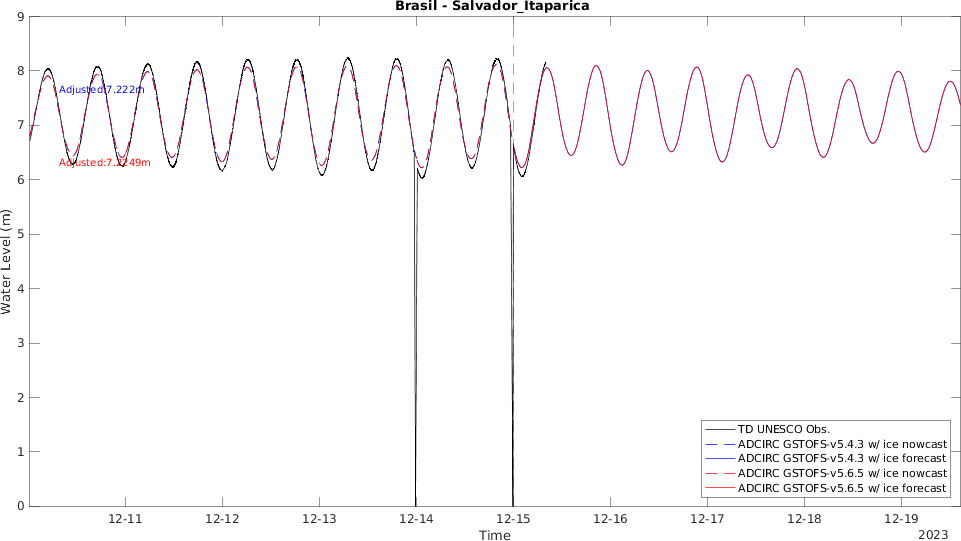 Brasil - Salvador_Itaparica
9
8
7
6
5
4
3
2
1
0
Water Level (m)
Adjusted:7.222m
Adjusted:7.2249m
TD UNESCO Obs.
ADCIRC GSTOFS-v5.4.3 w/ ice nowcast
ADCIRC GSTOFS-v5.4.3 w/ ice forecast
ADCIRC GSTOFS-v5.6.5 w/ ice nowcast
ADCIRC GSTOFS-v5.6.5 w/ ice forecast
12-11 12-12 12-13 12-14 12-15 12-16 12-17 12-18 12-19
Time
2023